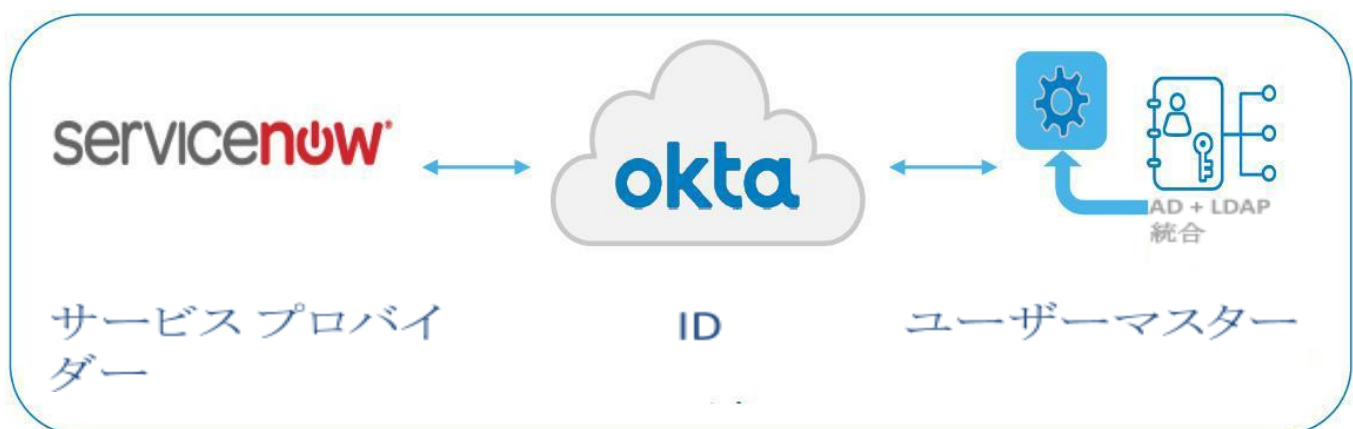 servicenow®
okta
AD + LDAP
統合
サービス プロバイ
ダー
ID
ユーザーマスター